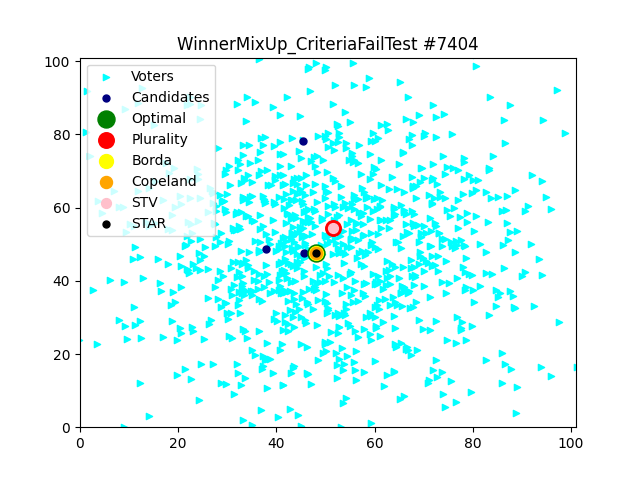 WinnerMixUp_CriteriaFailTest #7404
100
80
60
40
20
0
0
20
40
60
80
100
Voters
Candidates
Optimal
Plurality
Borda
Copeland
STV
STAR